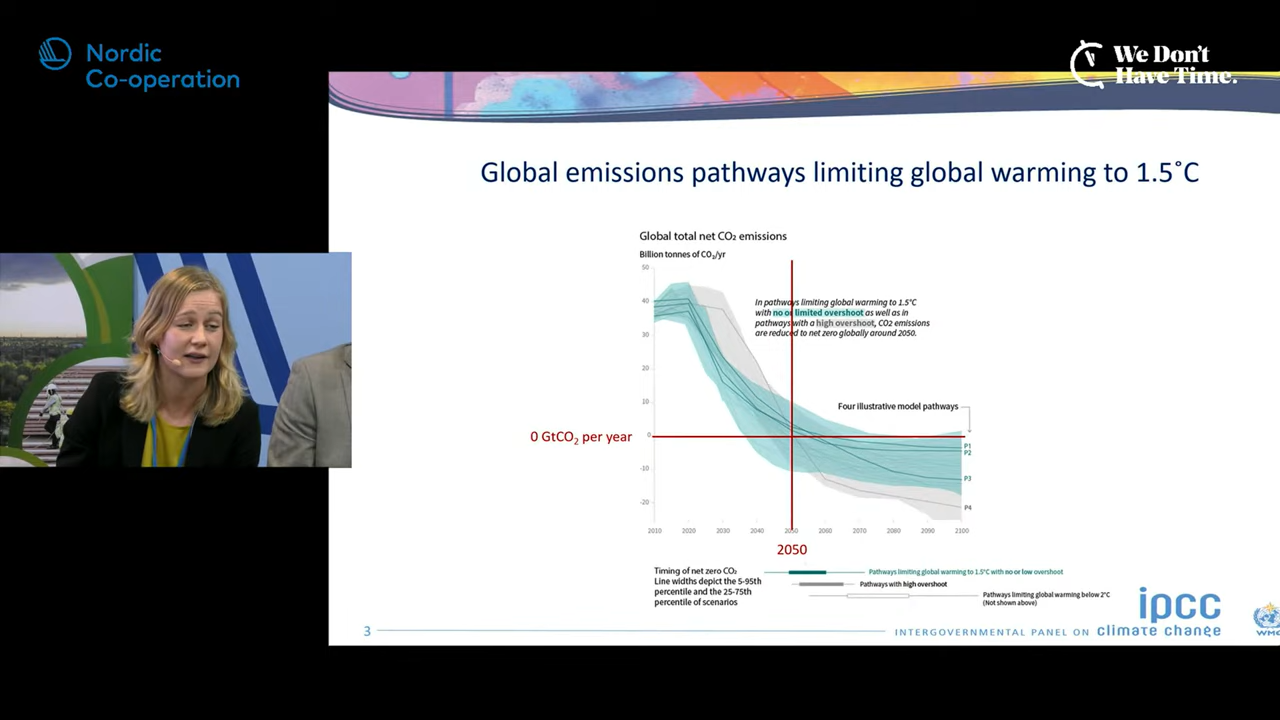 Nordic
Co-operation
We Don't
Have Time.
Global emissions pathways limiting global warming to 1.5˚C
Global total net CO₂ emissions
Billion tonnes of CO₂/yr
50
40
30
20
10
0
-10
-20
In pathways limiting global warming to 1.5°C
with no or limited overshoot as well as in
pathways with a high overshoot, CO2 emissions
are reduced to net zero globally around 2050.
Four illustrative model pathways
0 GtCO₂ per year
P1
P2
P3
P4
2010
2020
2030
2040
2050
2060
2070
2080
2090
2100
2050
Timing of net zero CO₂
Line widths depict the 5-95th
percentile and the 25-75th
percentile of scenarios
Pathways limiting global warming to 1.5°C with no or low overshoot
Pathways with high overshoot
Pathways limiting global warming below 2°C
(Not shown above)
3
INTERGOVERNMENTAL PANEL ON climate change
ipcc